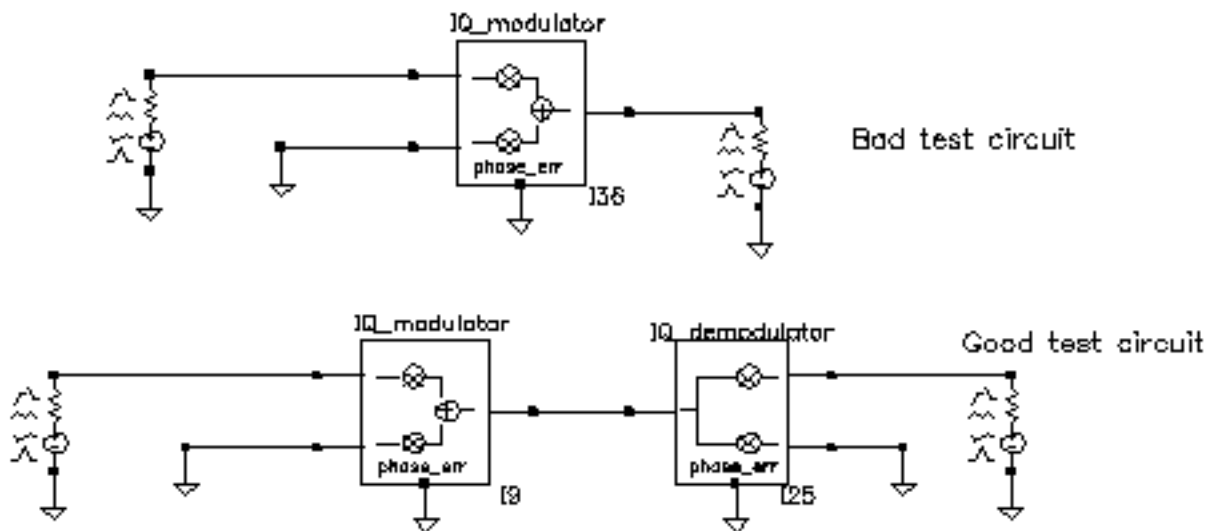 IQ_modulator
phase_err
I36
Bad test circuit
IQ_modulator
phase_err
I9
IQ_demodulator
phase_err
I25
Good test circuit